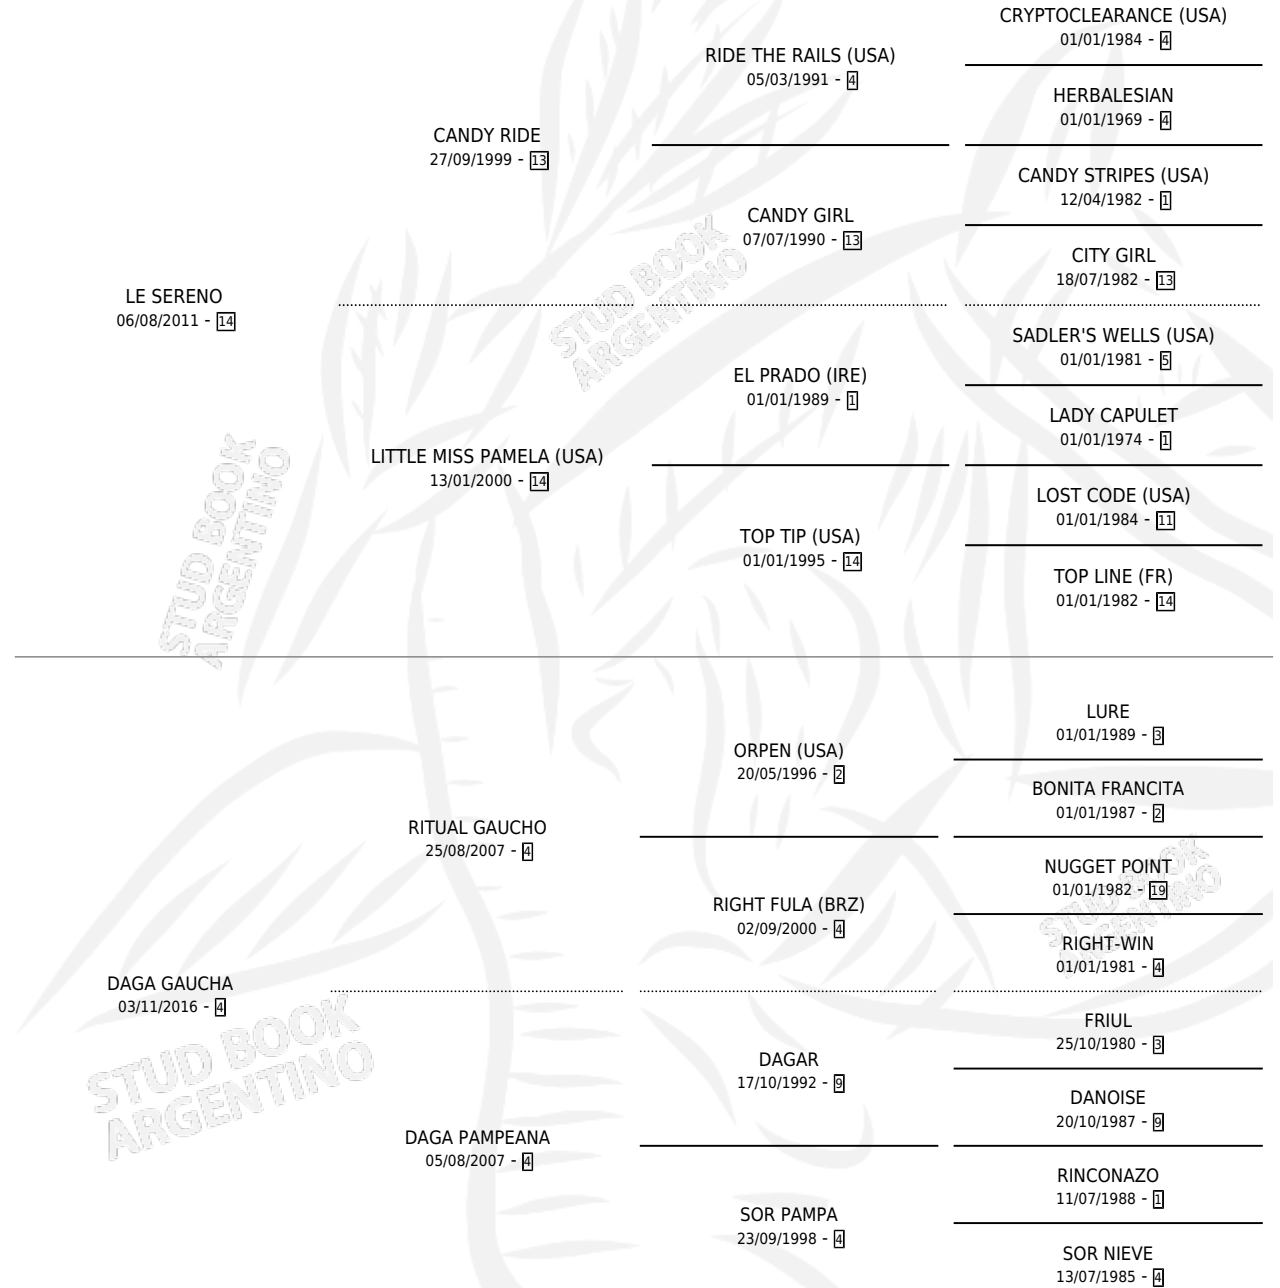 CRYPTOCLEARANCE (USA)
01/01/1984 - 4
RIDE THE RAILS (USA)
05/03/1991 - 4
HERBALESIAN
01/01/1969 - 4
CANDY RIDE
27/09/1999 - 13
CANDY STRIPES (USA)
12/04/1982 - 1
CANDY GIRL
07/07/1990 - 13
CITY GIRL
18/07/1982 - 13
LE SERENO
06/08/2011 - 14
SADLER'S WELLS (USA)
01/01/1981 - 5
EL PRADO (IRE)
01/01/1989 - 1
LADY CAPULET
01/01/1974 - 1
LITTLE MISS PAMELA (USA)
13/01/2000 - 14
LOST CODE (USA)
01/01/1984 - 11
TOP TIP (USA)
01/01/1995 - 14
TOP LINE (FR)
01/01/1982 - 14
STUD BOOK
ARGENTINO
STUD BOOK
ARGENTINO
LURE
01/01/1989 - 3
ORPEN (USA)
20/05/1996 - 2
BONITA FRANCITA
01/01/1987 - 2
RITUAL GAUCHO
25/08/2007 - 4
NUGGET POINT
01/01/1982 - 19
RIGHT FULA (BRZ)
02/09/2000 - 4
RIGHT-WIN
01/01/1981 - 4
STUD BOOK
ARGENTINO
DAGA GAUCHA
03/11/2016 - 4
FRIUL
25/10/1980 - 3
DAGAR
17/10/1992 - 9
DANOISE
20/10/1987 - 9
STUD BOOK
ARGENTINO
DAGA PAMPEANA
05/08/2007 - 4
RINCONAZO
11/07/1988 - 1
SOR PAMPA
23/09/1998 - 4
SOR NIEVE
13/07/1985 - 4